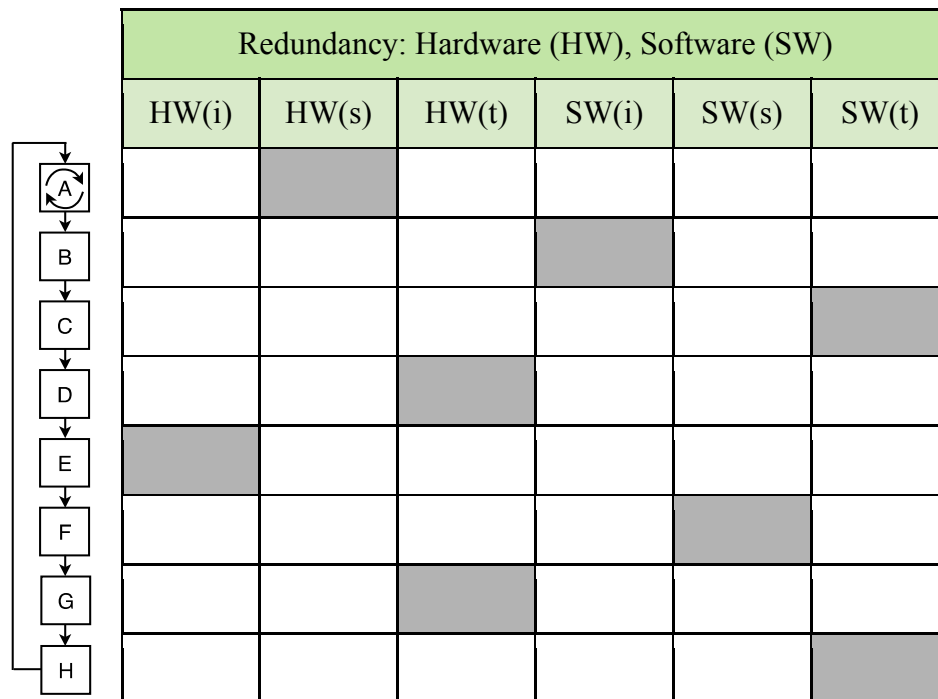 Redundancy: Hardware (HW), Software (SW)
HW(i) HW(s) HW(t) SW(i) SW(s) SW(t)
A
B
C
D
E
F
G
H